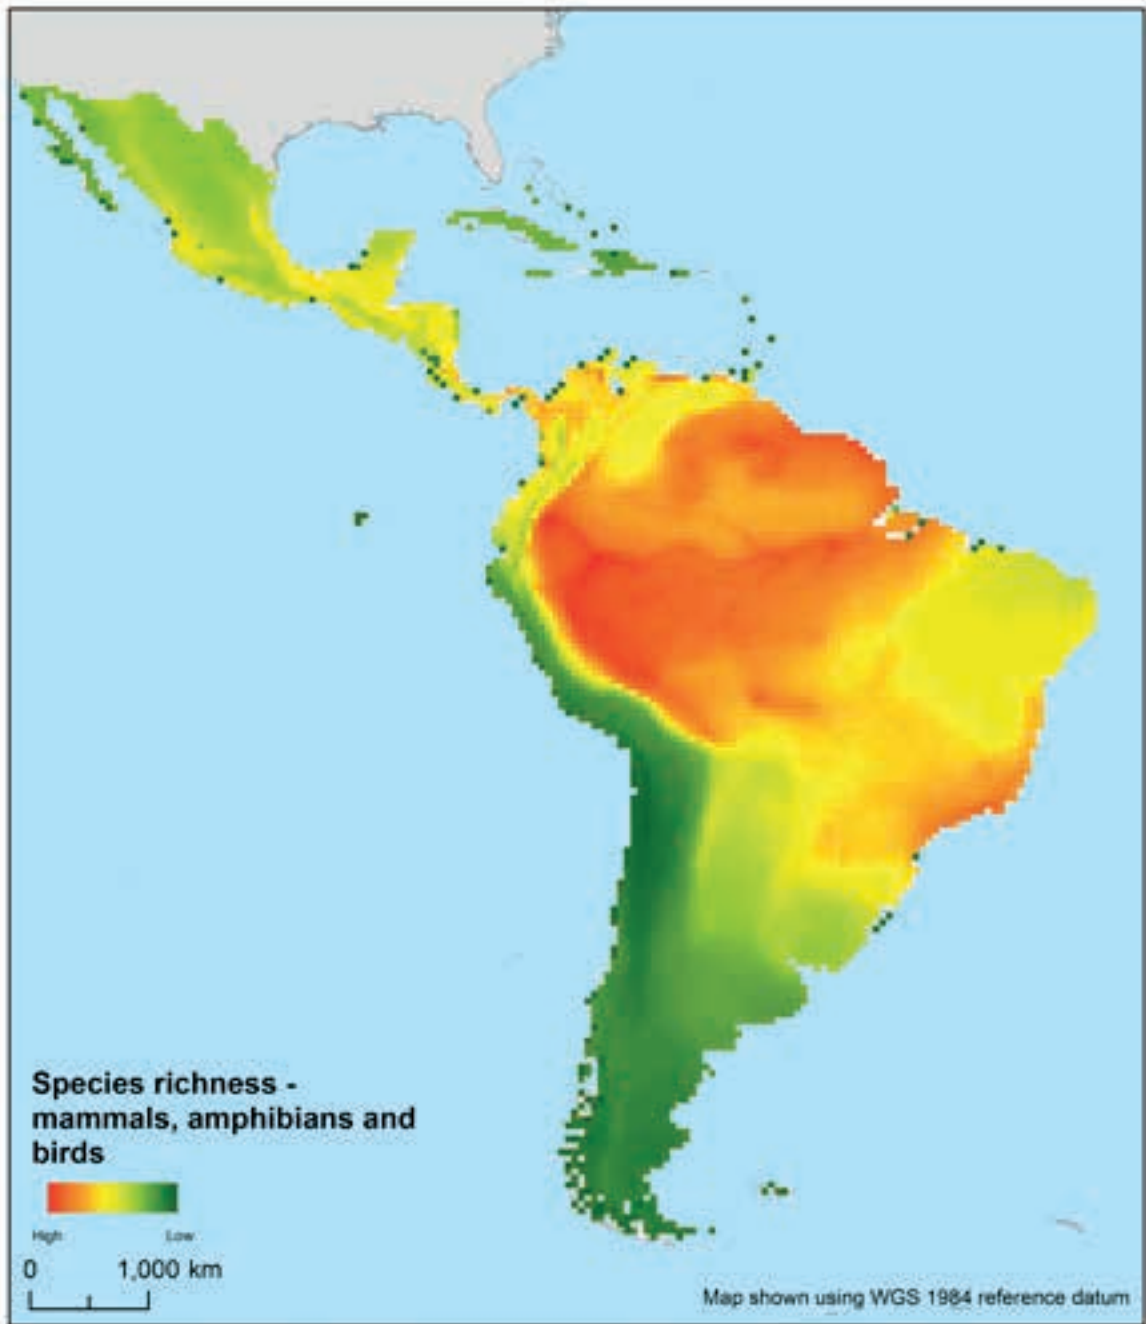 Species richness -
mammals, amphibians and
birds
High Low
0 1,000 km
Map shown using WGS 1984 reference datum